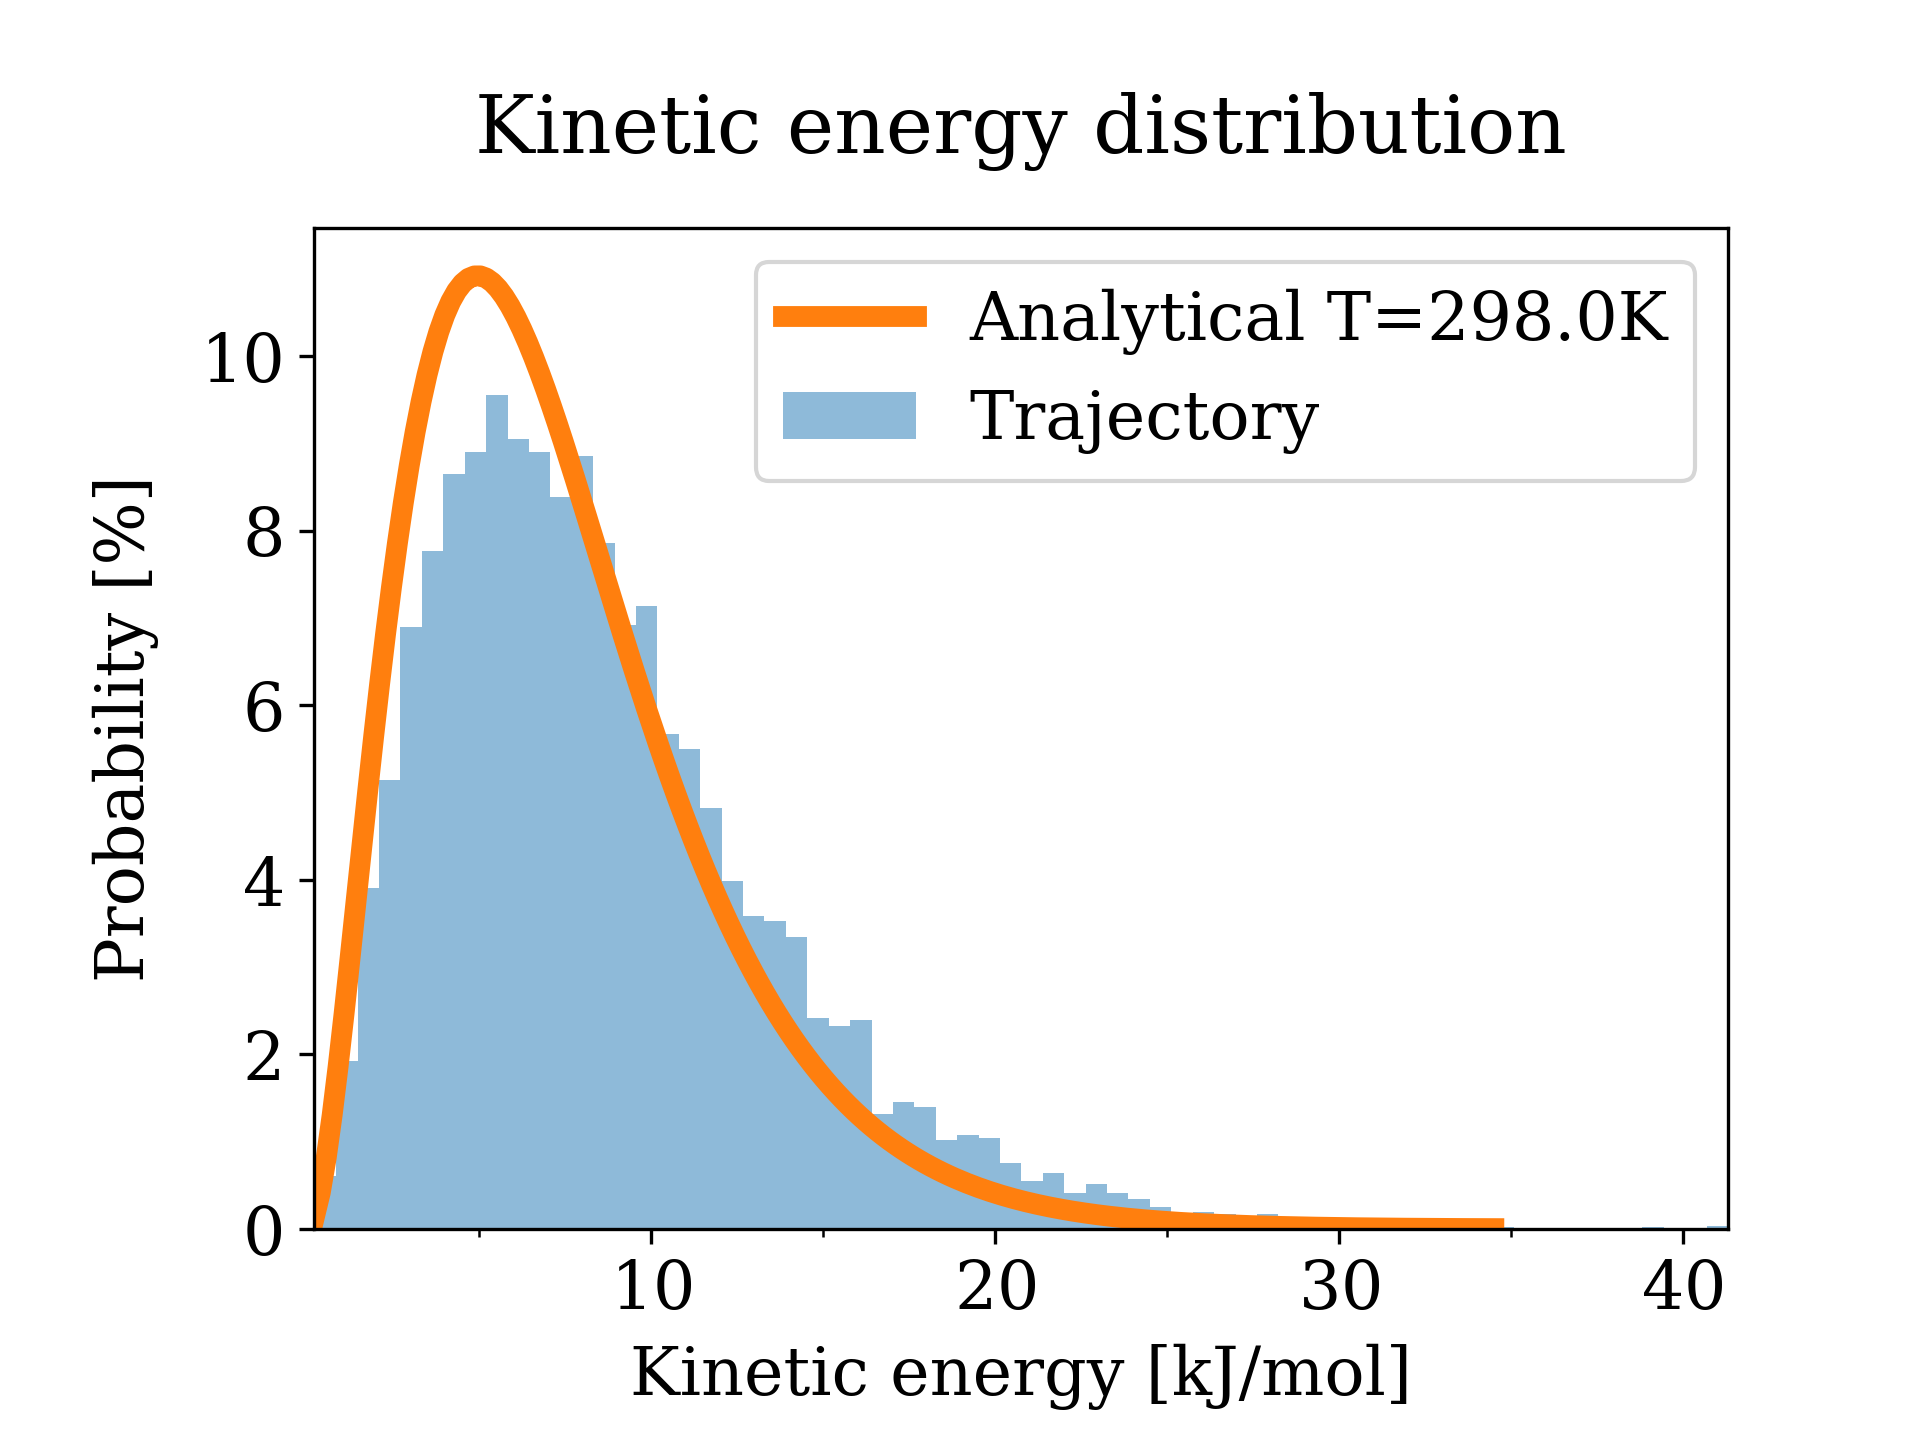 Kinetic energy distribution
Analytical T=298.0K
Trajectory
Probability [%]
10
8
6
4
2
0
10 20 30 40
Kinetic energy [kJ/mol]